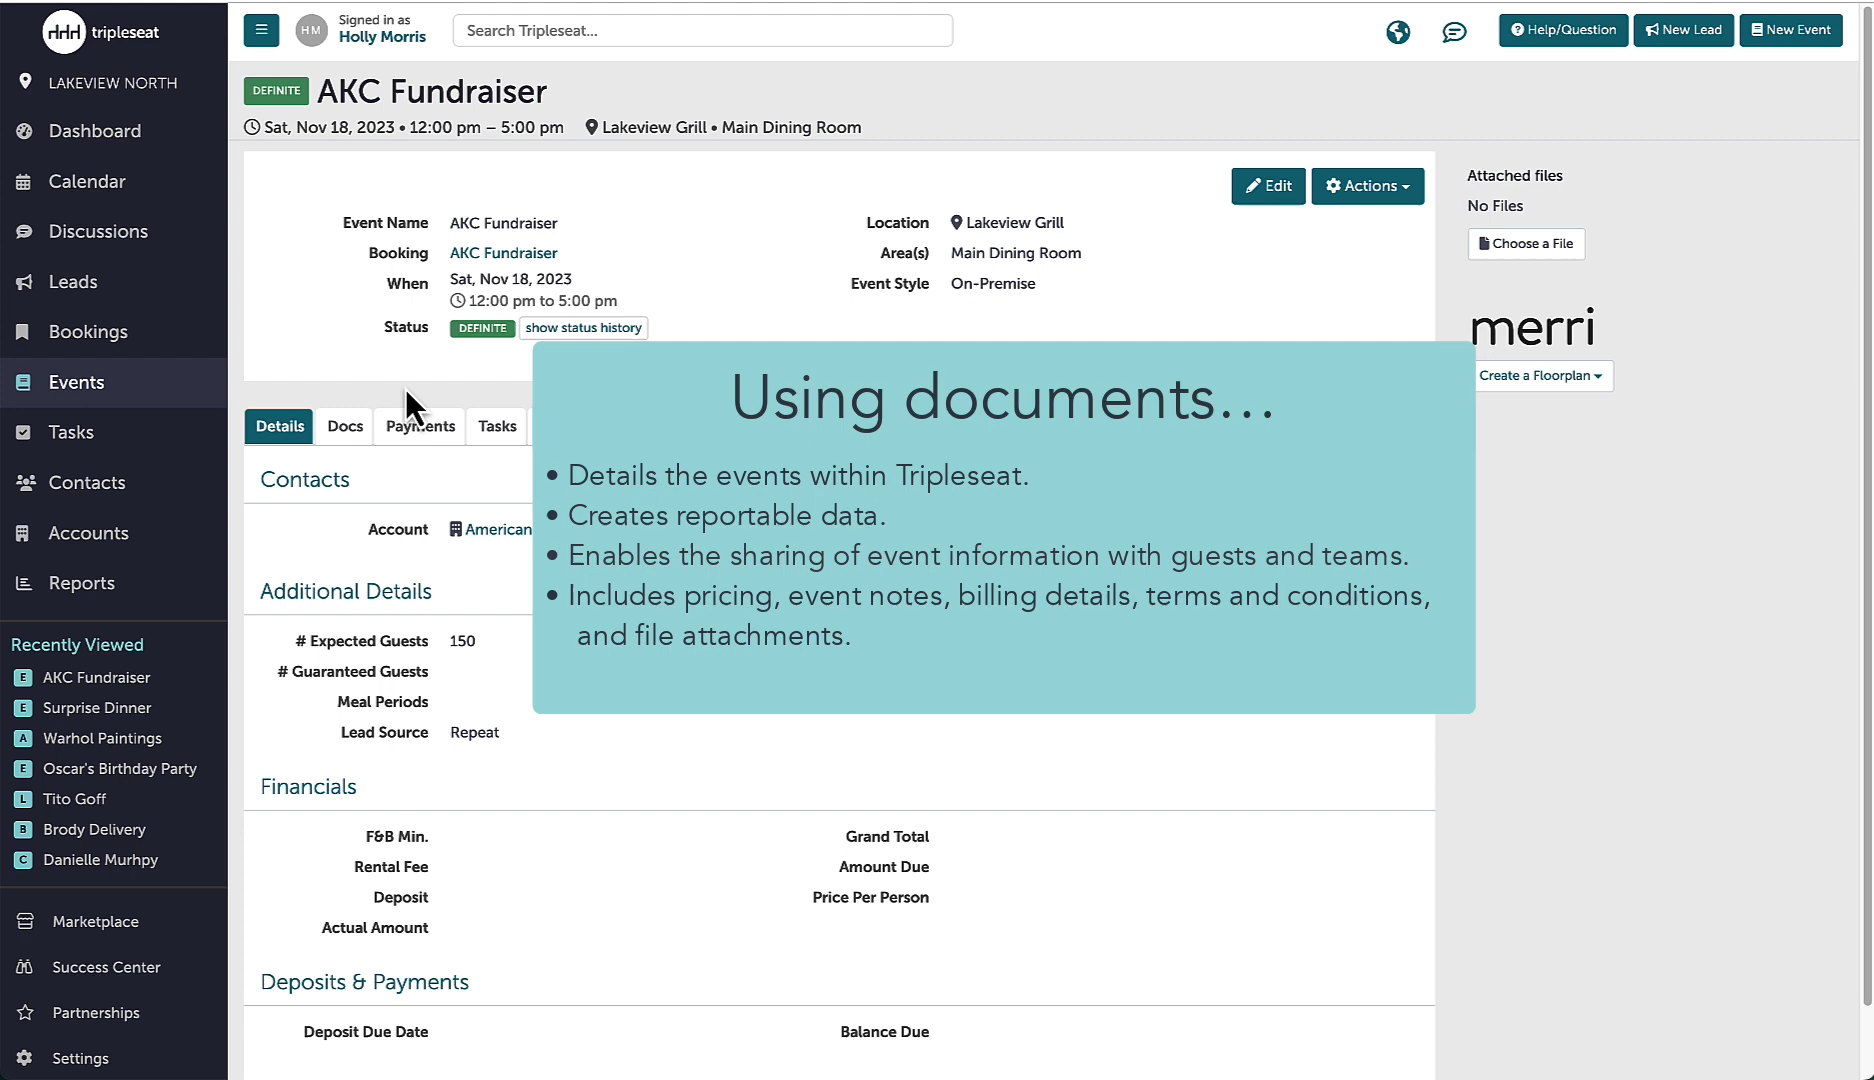 tripleseat
LAKEVIEW NORTH
Dashboard
Calendar
Discussions
Leads
Bookings
Events
Tasks
Contacts
Accounts
Reports
Recently Viewed
E AKC Fundraiser
E Surprise Dinner
A Warhol Paintings
E Oscar's Birthday Party
L Tito Goff
B Brody Delivery
C Danielle Murhpy
Marketplace
Success Center
Partnerships
Settings
HM
Signed in as
Holly Morris
Search Tripleseat...
Help/Question
New Lead
New Event
DEFINITE AKC Fundraiser
Sat, Nov 18, 2023 • 12:00 pm – 5:00 pm Lakeview Grill • Main Dining Room
Edit
Actions
Event Name AKC Fundraiser
Booking AKC Fundraiser
When Sat, Nov 18, 2023
12:00 pm to 5:00 pm
Status DEFINITE show status history
Location Lakeview Grill
Area(s) Main Dining Room
Event Style On-Premise
Attached files
No Files
Choose a File
merri
Create a Floorplan
Using documents...
• Details the events within Tripleseat.
• Creates reportable data.
• Enables the sharing of event information with guests and teams.
• Includes pricing, event notes, billing details, terms and conditions,
and file attachments.
Details Docs Payments Tasks
Contacts
Account American
Additional Details
# Expected Guests 150
# Guaranteed Guests
Meal Periods
Lead Source Repeat
Financials
F&B Min.
Rental Fee
Deposit
Actual Amount
Grand Total
Amount Due
Price Per Person
Deposits & Payments
Deposit Due Date
Balance Due